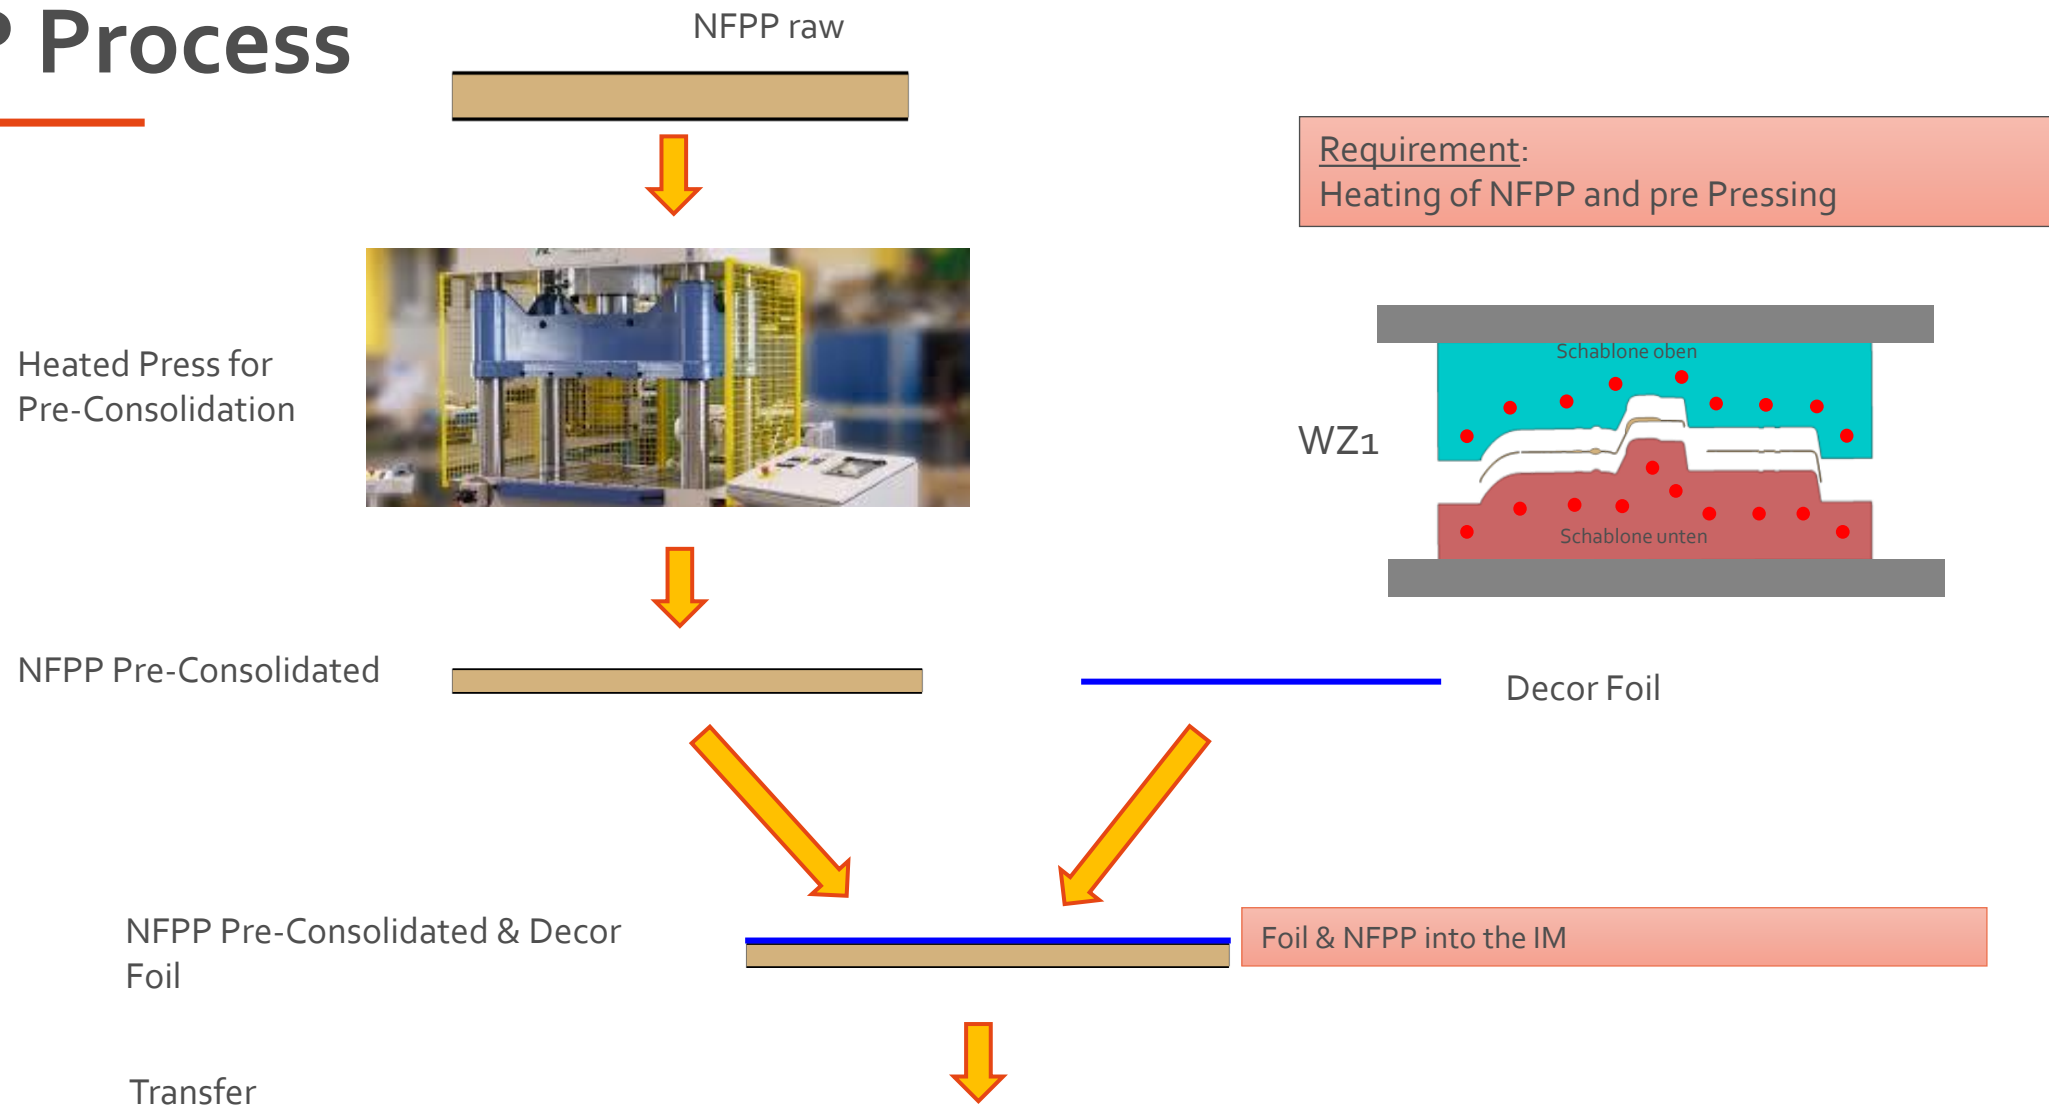 P Process
NFPP raw
Requirement:
Heating of NFPP and pre Pressing
Schablone oben
Heated Press for
Pre-Consolidation
WZ1
Schablone unten
NFPP Pre-Consolidated
Decor Foil
NFPP Pre-Consolidated & Decor
Foil
Foil & NFPP into the IM
Transfer